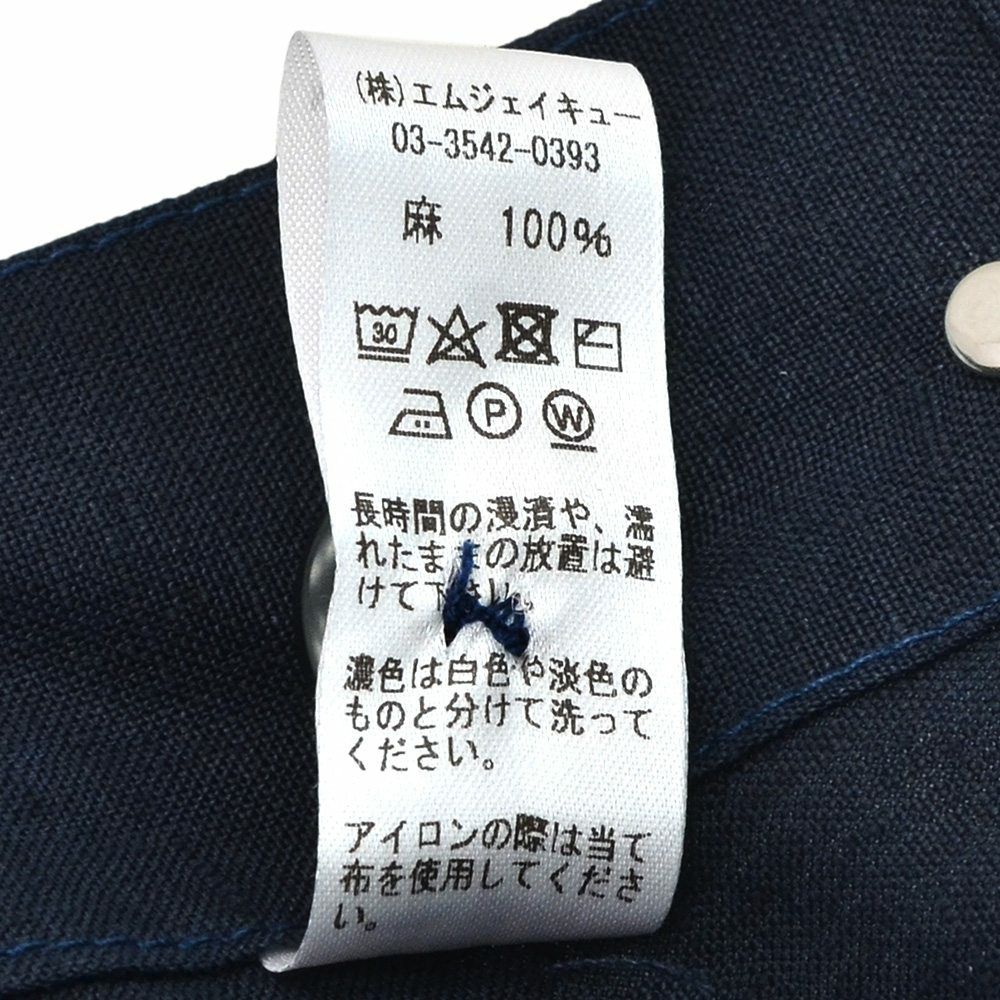 (株)エムジェイキュー
03-3542-0393
麻 100%
30
P
W
長時間の浸漬や、濡
れたままの放置は避
けて下さい。
濃色は白色や淡色の
ものと分けて洗って
ください。
アイロンの際は当て
布を使用してくださ
い。